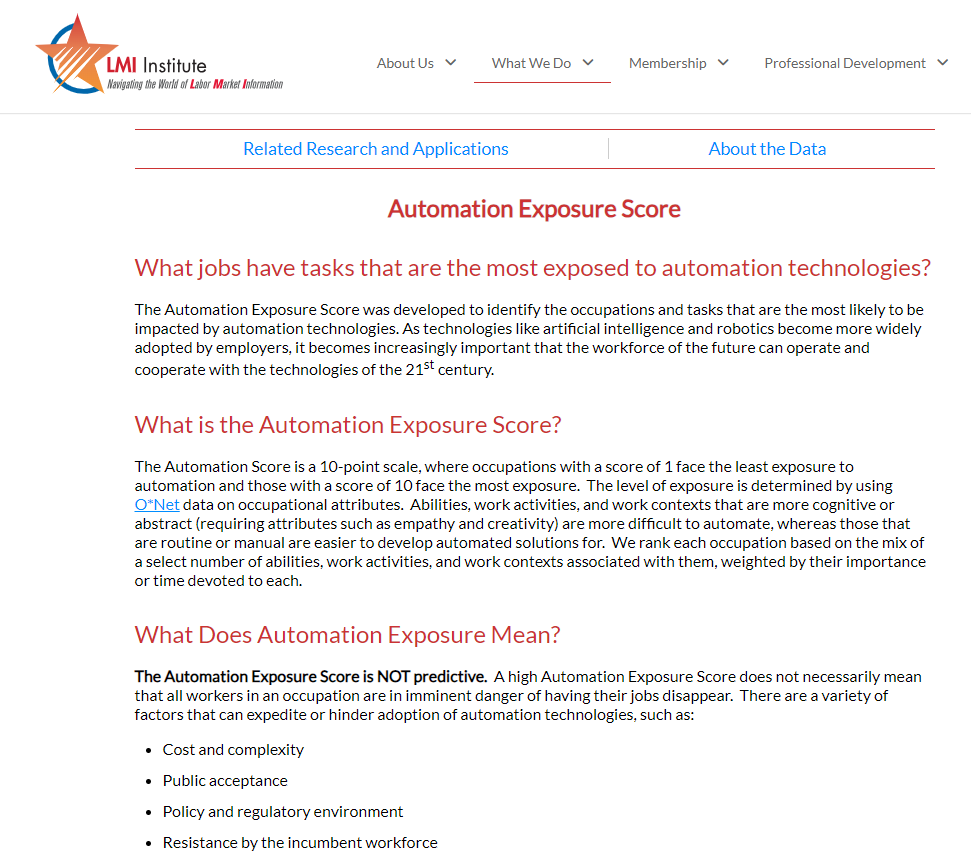 LMI Institute
Navigating the World of Labor Market Information
About Us
What We Do
Membership
Professional Development
Related Research and Applications
About the Data
Automation Exposure Score
What jobs have tasks that are the most exposed to automation technologies?
The Automation Exposure Score was developed to identify the occupations and tasks that are the most likely to be
impacted by automation technologies. As technologies like artificial intelligence and robotics become more widely
adopted by employers, it becomes increasingly important that the workforce of the future can operate and
cooperate with the technologies of the 21st century.
What is the Automation Exposure Score?
The Automation Score is a 10-point scale, where occupations with a score of 1 face the least exposure to
automation and those with a score of 10 face the most exposure. The level of exposure is determined by using
O*Net data on occupational attributes. Abilities, work activities, and work contexts that are more cognitive or
abstract (requiring attributes such as empathy and creativity) are more difficult to automate, whereas those that
are routine or manual are easier to develop automated solutions for. We rank each occupation based on the mix of
a select number of abilities, work activities, and work contexts associated with them, weighted by their importance
or time devoted to each.
What Does Automation Exposure Mean?
The Automation Exposure Score is NOT predictive. A high Automation Exposure Score does not necessarily mean
that all workers in an occupation are in imminent danger of having their jobs disappear. There are a variety of
factors that can expedite or hinder adoption of automation technologies, such as:
• Cost and complexity
• Public acceptance
• Policy and regulatory environment
• Resistance by the incumbent workforce